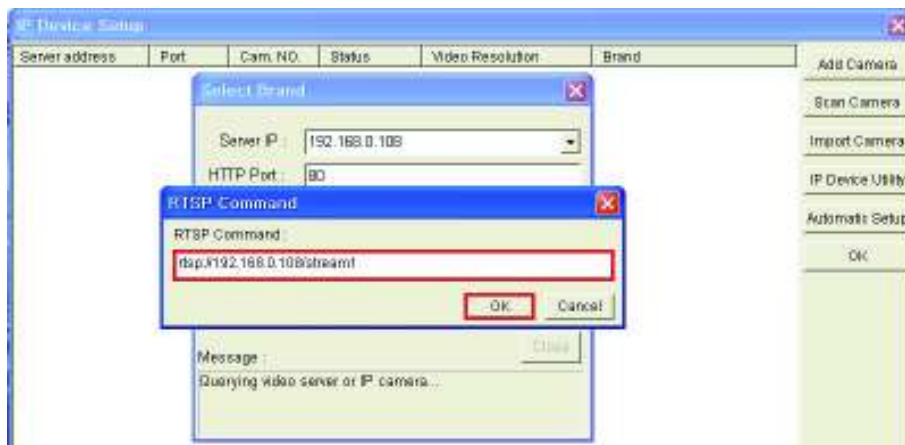 IP Device Setup
Server address Port Cam. NO. Status Video Resolution Brand
Add Camera
Select Brand
Scan Camera
Server IP : 192.168.0.108
Import Camera
HTTP Port : 80
IP Device Utility
RTSP Command
Automatic Setup
RTSP Command :
rtsp://192.168.0.108/stream1
OK
OK Cancel
Close
Message :
Querying video server or IP camera...